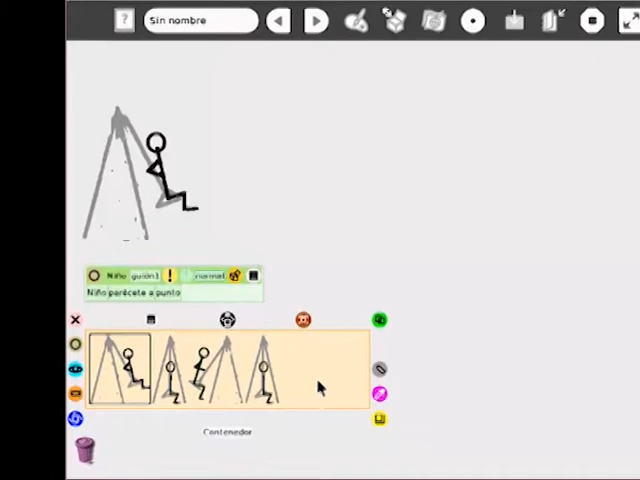 Sin nombre
Niño guión1 ! normal
Niño parécete a punto
Contenedor